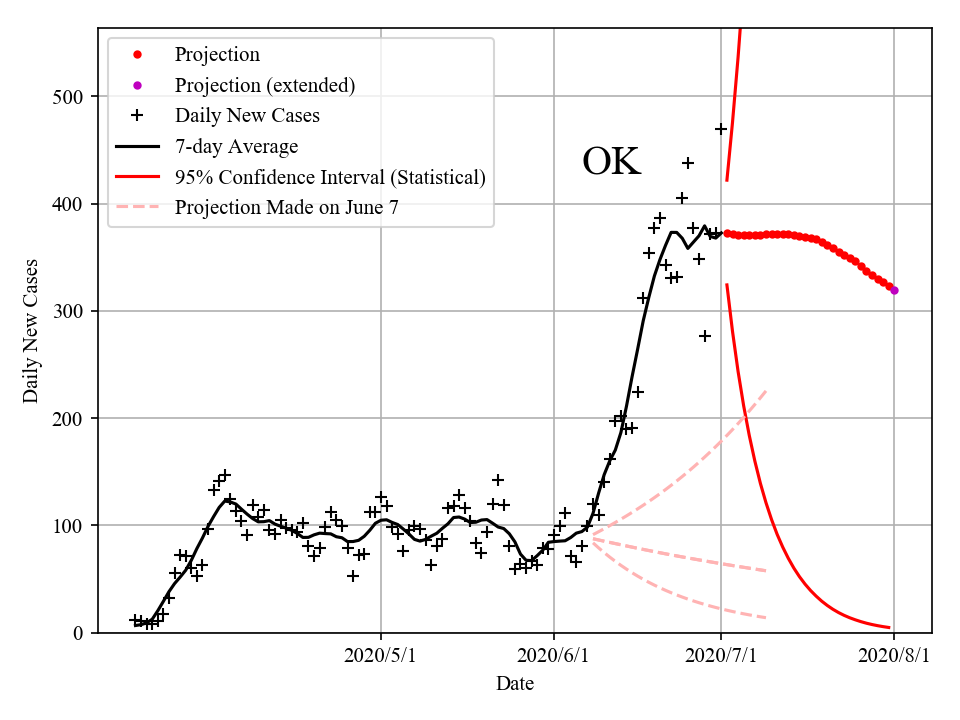 Projection
Projection (extended)
Daily New Cases
7-day Average
95% Confidence Interval (Statistical)
Projection Made on June 7
OK
500
400
300
200
100
0
Daily New Cases
2020/5/1 2020/6/1 2020/7/1 2020/8/1
Date